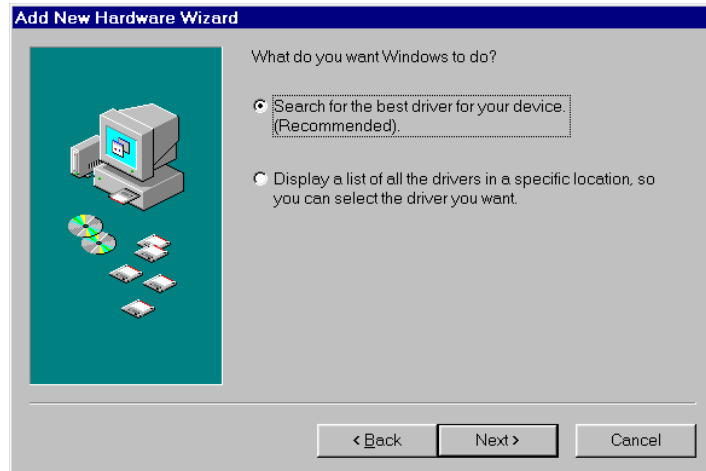 Add New Hardware Wizard
What do you want Windows to do?
Search for the best driver for your device.
(Recommended).
Display a list of all the drivers in a specific location, so
you can select the driver you want.
< Back
Next >
Cancel